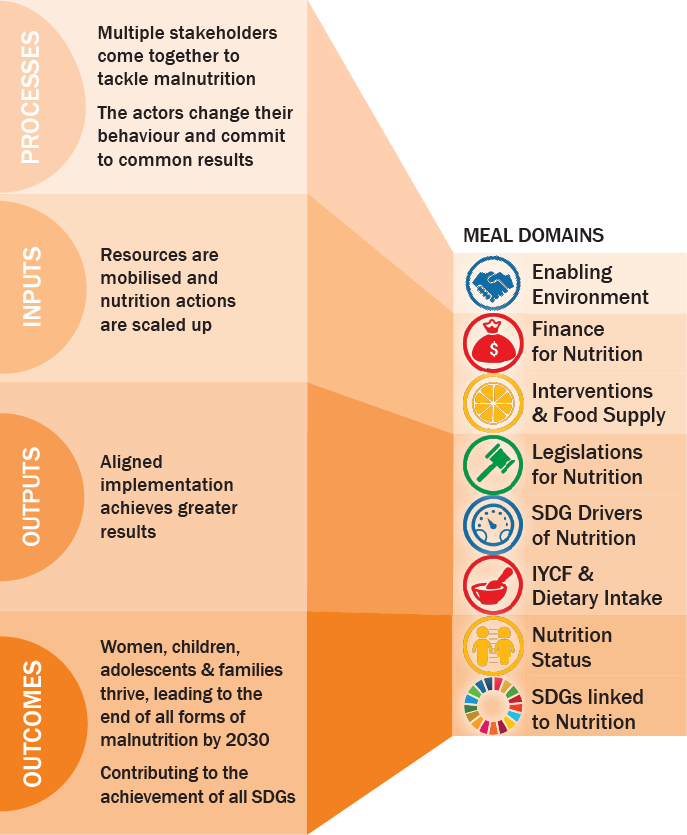 PROCESSES
Multiple stakeholders
come together to
tackle malnutrition
The actors change their
behaviour and commit
to common results
INPUTS
Resources are
mobilised and
nutrition actions
are scaled up
OUTPUTS
Aligned
implementation
achieves greater
results
OUTCOMES
Women, children,
adolescents & families
thrive, leading to the
end of all forms of
malnutrition by 2030
Contributing to the
achievement of all SDGs
MEAL DOMAINS
Enabling
Environment
$
Finance
for Nutrition
Interventions
& Food Supply
Legislations
for Nutrition
SDG Drivers
of Nutrition
IYCF &
Dietary Intake
Nutrition
Status
SDGs linked
to Nutrition